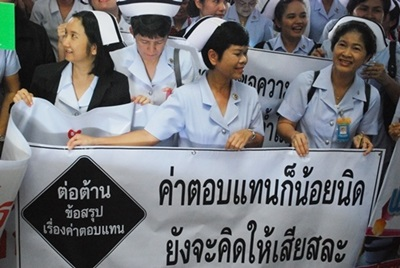 ต่อต้าน
ข้อสรุป
เรื่องค่าตอบแทน
ค่าตอบแทนก็น้อยนิด
ยังจะคิดให้เสียสละ